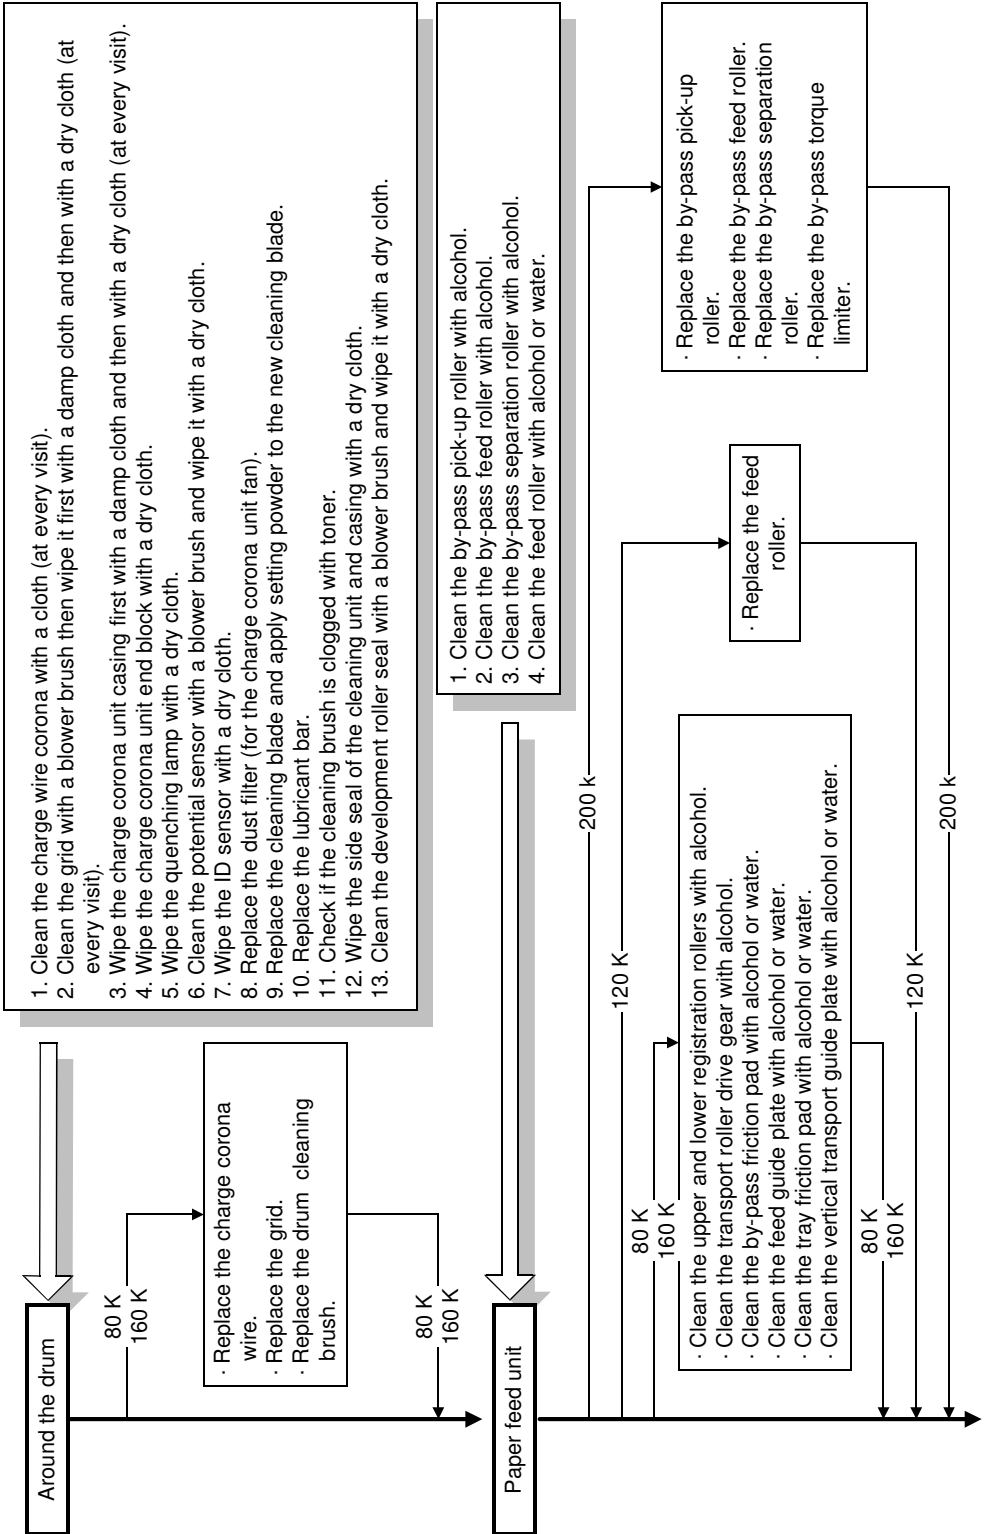 Around the drum
1. Clean the charge wire corona with a cloth (at every visit).
2. Clean the grid with a blower brush then wipe it first with a damp cloth and then with a dry cloth (at
every visit).
3. Wipe the charge corona unit casing first with a damp cloth and then with a dry cloth (at every visit).
4. Wipe the charge corona unit end block with a dry cloth.
5. Wipe the quenching lamp with a dry cloth.
6. Clean the potential sensor with a blower brush and wipe it with a dry cloth.
7. Wipe the ID sensor with a dry cloth.
8. Replace the dust filter (for the charge corona unit fan).
9. Replace the cleaning blade and apply setting powder to the new cleaning blade.
10. Replace the lubricant bar.
11. Check if the cleaning brush is clogged with toner.
12. Wipe the side seal of the cleaning unit and casing with a dry cloth.
13. Clean the development roller seal with a blower brush and wipe it with a dry cloth.
80 K
160 K
· Replace the charge corona
wire.
· Replace the grid.
· Replace the drum cleaning
brush.
80 K
160 K
Paper feed unit
1. Clean the by-pass pick-up roller with alcohol.
2. Clean the by-pass feed roller with alcohol.
3. Clean the by-pass separation roller with alcohol.
4. Clean the feed roller with alcohol or water.
200 k
120 K
80 K
160 K
· Clean the upper and lower registration rollers with alcohol.
· Clean the transport roller drive gear with alcohol.
· Clean the by-pass friction pad with alcohol or water.
· Clean the feed guide plate with alcohol or water.
· Clean the tray friction pad with alcohol or water.
· Clean the vertical transport guide plate with alcohol or water.
· Replace the feed
roller.
· Replace the by-pass pick-up
roller.
· Replace the by-pass feed roller.
· Replace the by-pass separation
roller.
· Replace the by-pass torque
limiter.
80 K
160 K
120 K
200 k